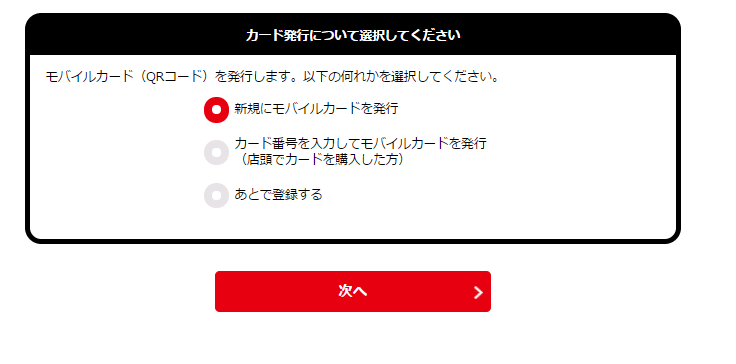 カード発行について選択してください
モバイルカード（QRコード）を発行します。以下の何れかを選択してください。
新規にモバイルカードを発行
カード番号を入力してモバイルカードを発行
（店頭でカードを購入した方）
あとで登録する
次へ